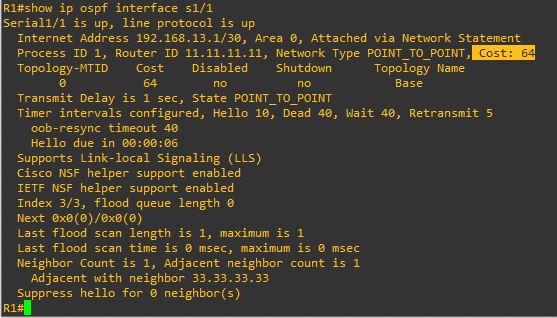 R1#show ip ospf interface s1/1
Serial1/1 is up, line protocol is up
Internet Address 192.168.13.1/30, Area 0, Attached via Network Statement
Process ID 1, Router ID 11.11.11.11, Network Type POINT_TO_POINT, Cost: 64
Topology-MTID Cost Disabled Shutdown Topology Name
0 64 no no Base
Transmit Delay is 1 sec, State POINT_TO_POINT
Timer intervals configured, Hello 10, Dead 40, Wait 40, Retransmit 5
oob-resync timeout 40
Hello due in 00:00:06
Supports Link-local Signaling (LLS)
Cisco NSF helper support enabled
IETF NSF helper support enabled
Index 3/3, flood queue length 0
Next 0x0(0)/0x0(0)
Last flood scan length is 1, maximum is 1
Last flood scan time is 0 msec, maximum is 0 msec
Neighbor Count is 1, Adjacent neighbor count is 1
Adjacent with neighbor 33.33.33.33
Suppress hello for 0 neighbor(s)
R1#